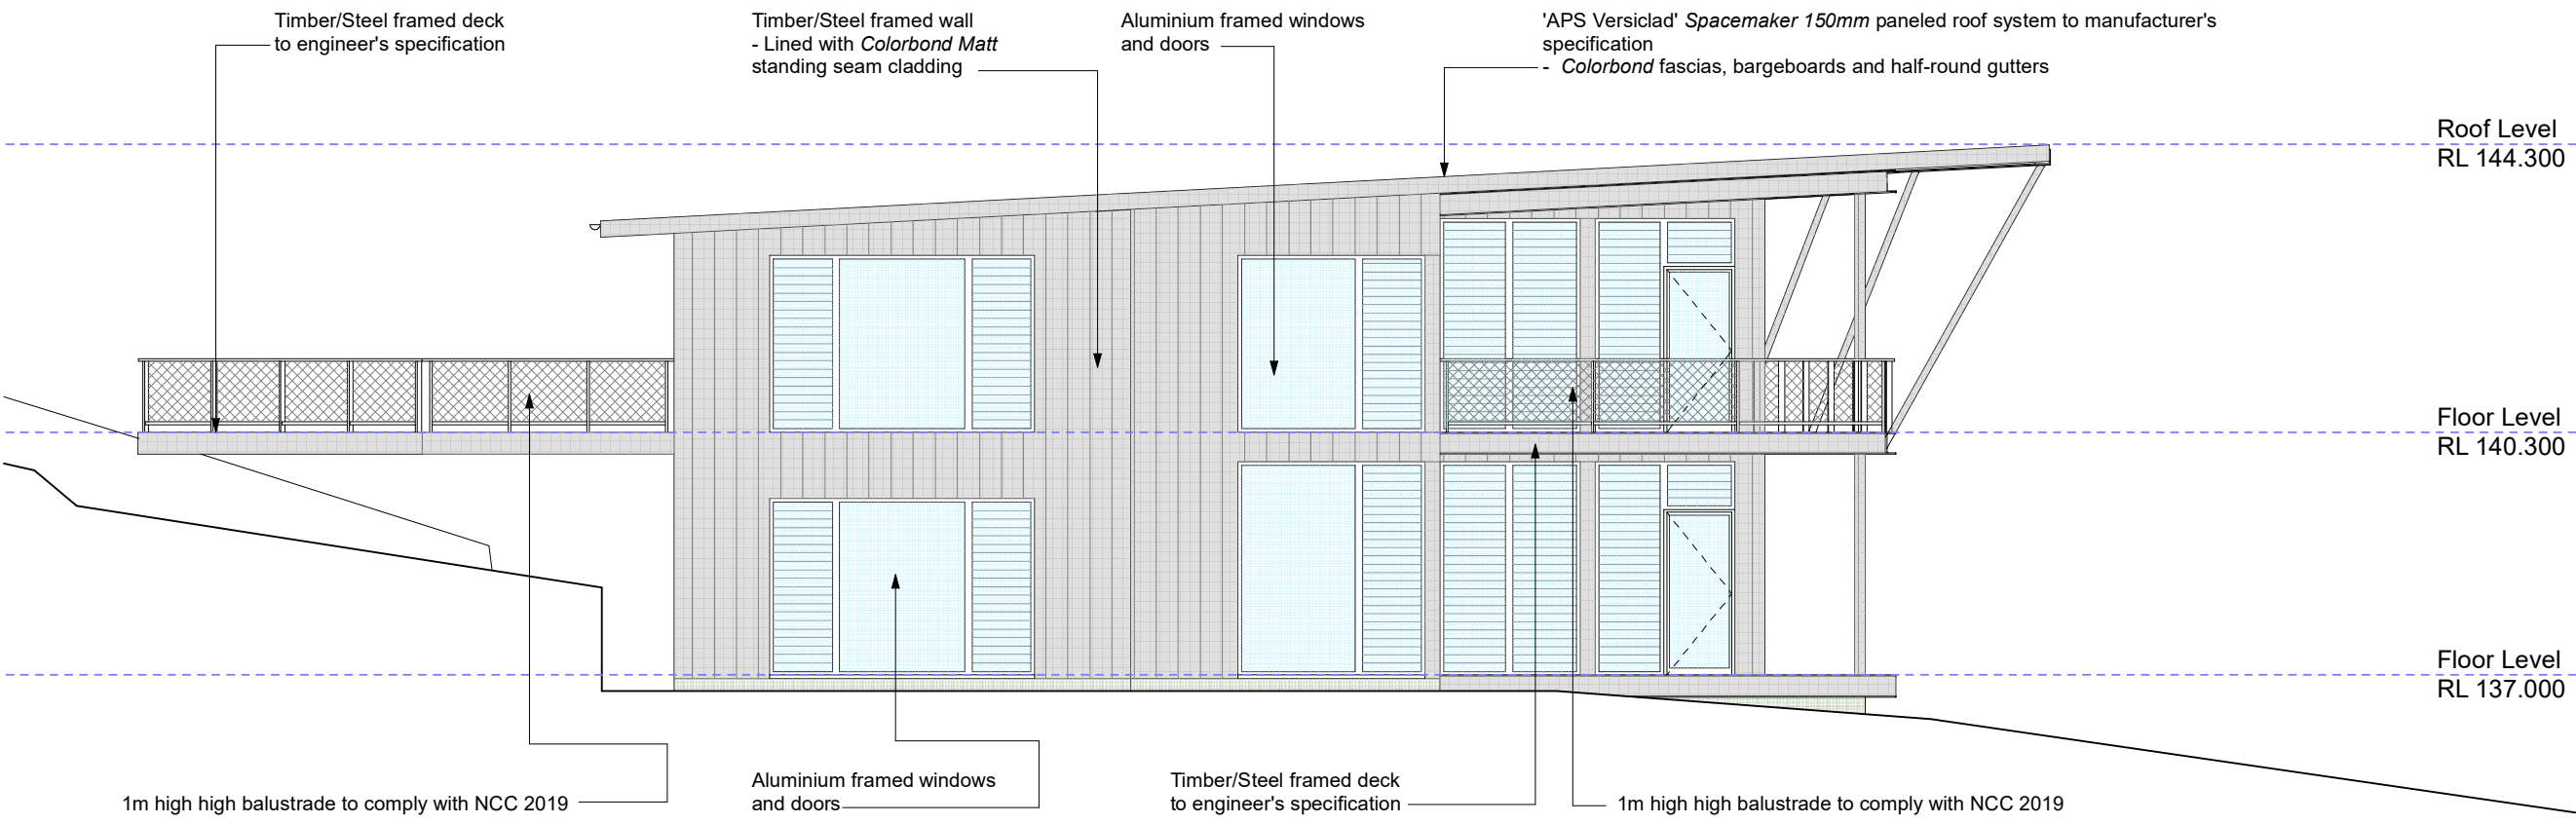 Timber/Steel framed deck
to engineer's specification
Timber/Steel framed wall
- Lined with Colorbond Matt
standing seam cladding
Aluminium framed windows
and doors
'APS Versiclad' Spacemaker 150mm paneled roof system to manufacturer's
specification
- Colorbond fascias, bargeboards and half-round gutters
Roof Level
RL 144.300
Floor Level
RL 140.300
Floor Level
RL 137.000
1m high high balustrade to comply with NCC 2019
Aluminium framed windows
and doors
Timber/Steel framed deck
to engineer's specification
1m high high balustrade to comply with NCC 2019